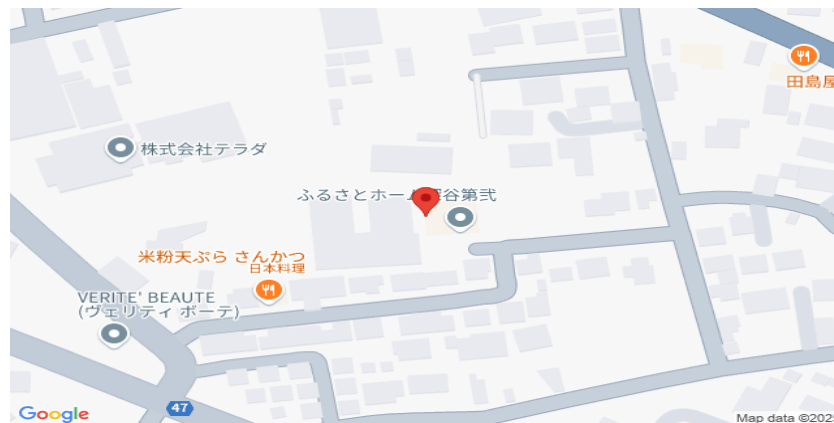 田島屋
株式会社テラダ
ふるさとホーム
谷第弐
米粉天ぷら さんかつ
日本料理
VERITE' BEAUTE
(ヴェリティ ボーテ)
47
Google
Map data ©202